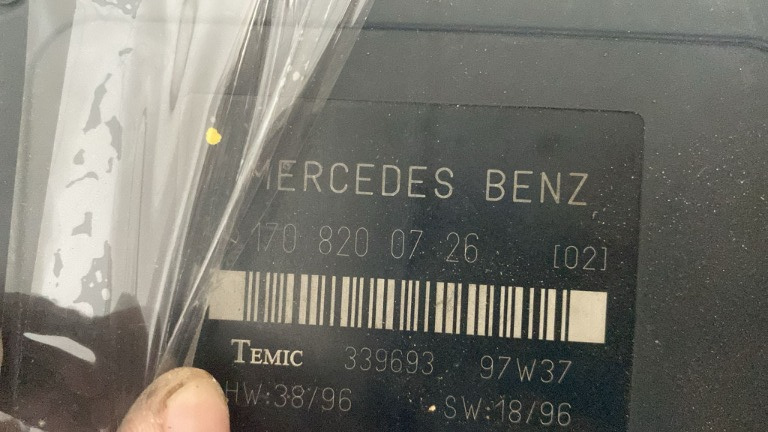 MERCEDES BENZ
170 820 07 26 [02]
TEMIC 339693 97W37
HW:38/96 SW:18/96